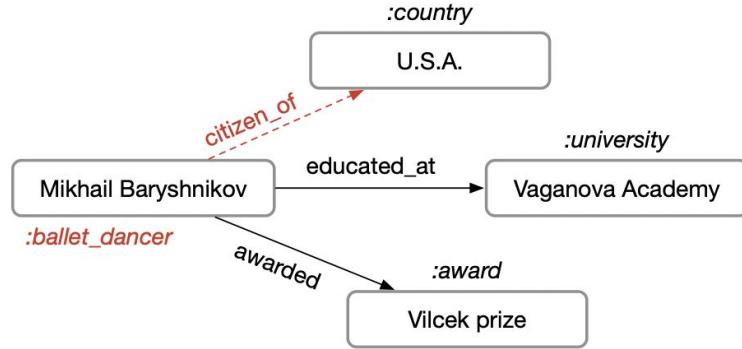 :country
U.S.A.
citizen_of
:university
educated_at
Mikhail Baryshnikov
Vaganova Academy
:ballet_dancer
awarded
:award
Vilcek prize